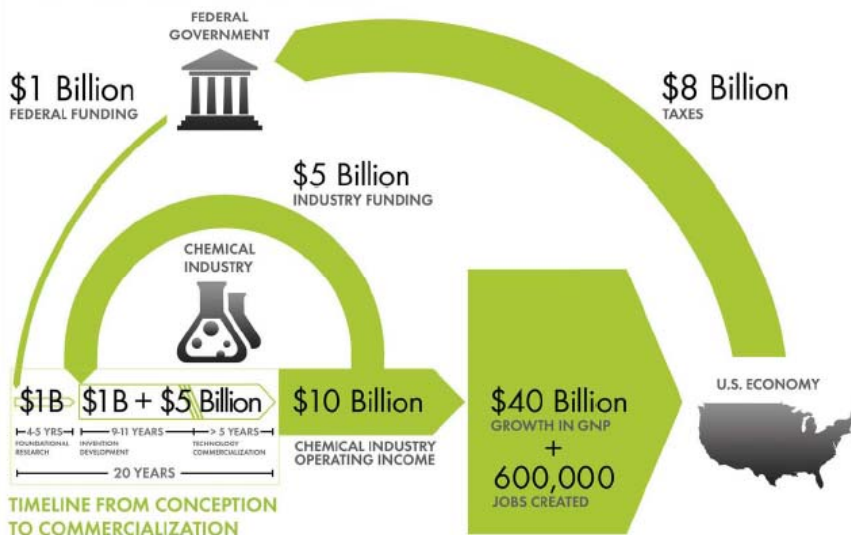 FEDERAL
GOVERNMENT
$1 Billion
FEDERAL FUNDING
$8 Billion
TAXES
$5 Billion
INDUSTRY FUNDING
CHEMICAL
INDUSTRY
$1B
$1B + $5 Billion
$10 Billion
CHEMICAL INDUSTRY
OPERATING INCOME
$40 Billion
GROWTH IN GNP
+
600,000
JOBS CREATED
U.S. ECONOMY
4-5 YRS
FOUNDATIONAL
RESEARCH
9-11 YEARS
INVENTION
DEVELOPMENT
> 5 YEARS
TECHNOLOGY
COMMERCIALIZATION
20 YEARS
TIMELINE FROM CONCEPTION
TO COMMERCIALIZATION